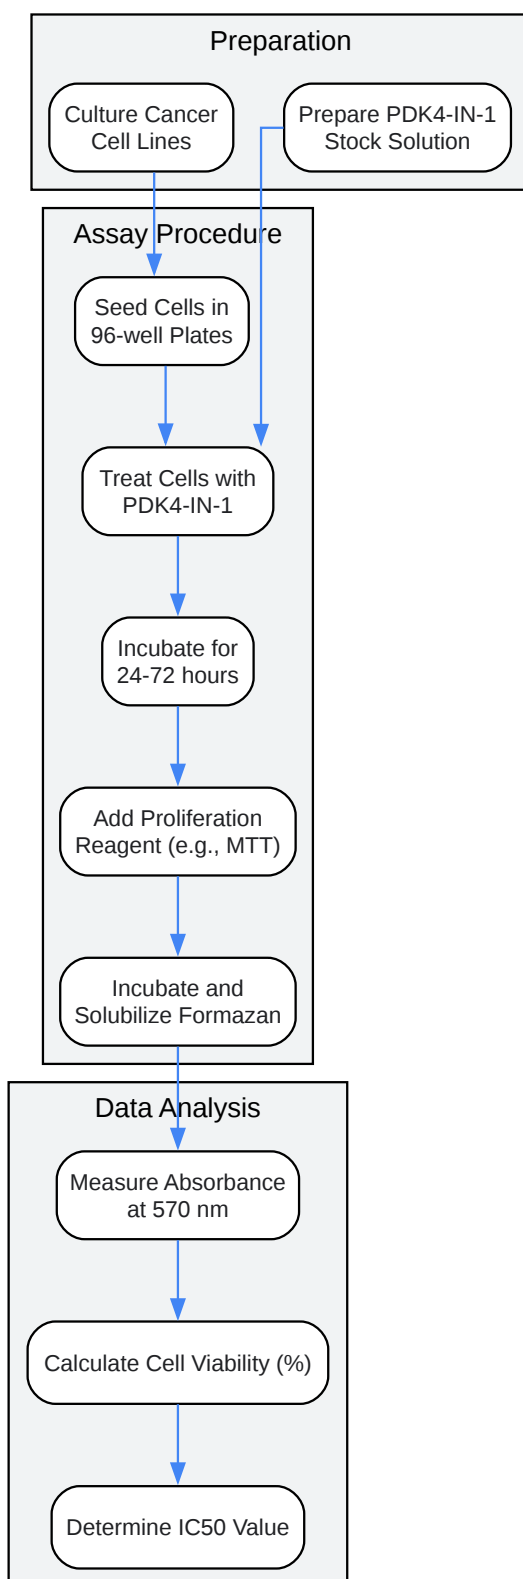 Preparation
Culture Cancer
Cell Lines
Prepare PDK4-IN-1
Stock Solution
Assay Procedure
Seed Cells in
96-well Plates
Treat Cells with
PDK4-IN-1
Incubate for
24-72 hours
Add Proliferation
Reagent (e.g., MTT)
Incubate and
Solubilize Formazan
Data Analysis
Measure Absorbance
at 570 nm
Calculate Cell Viability (%)
Determine IC50 Value